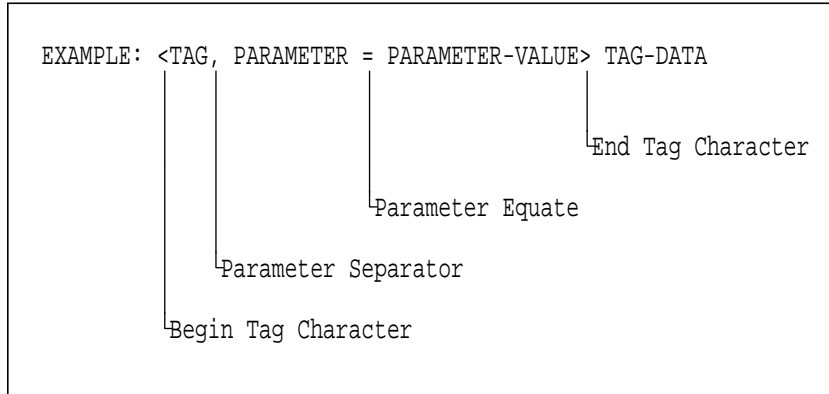 EXAMPLE: <TAG, PARAMETER = PARAMETER-VALUE> TAG-DATA
End Tag Character
Parameter Equate
Parameter Separator
Begin Tag Character